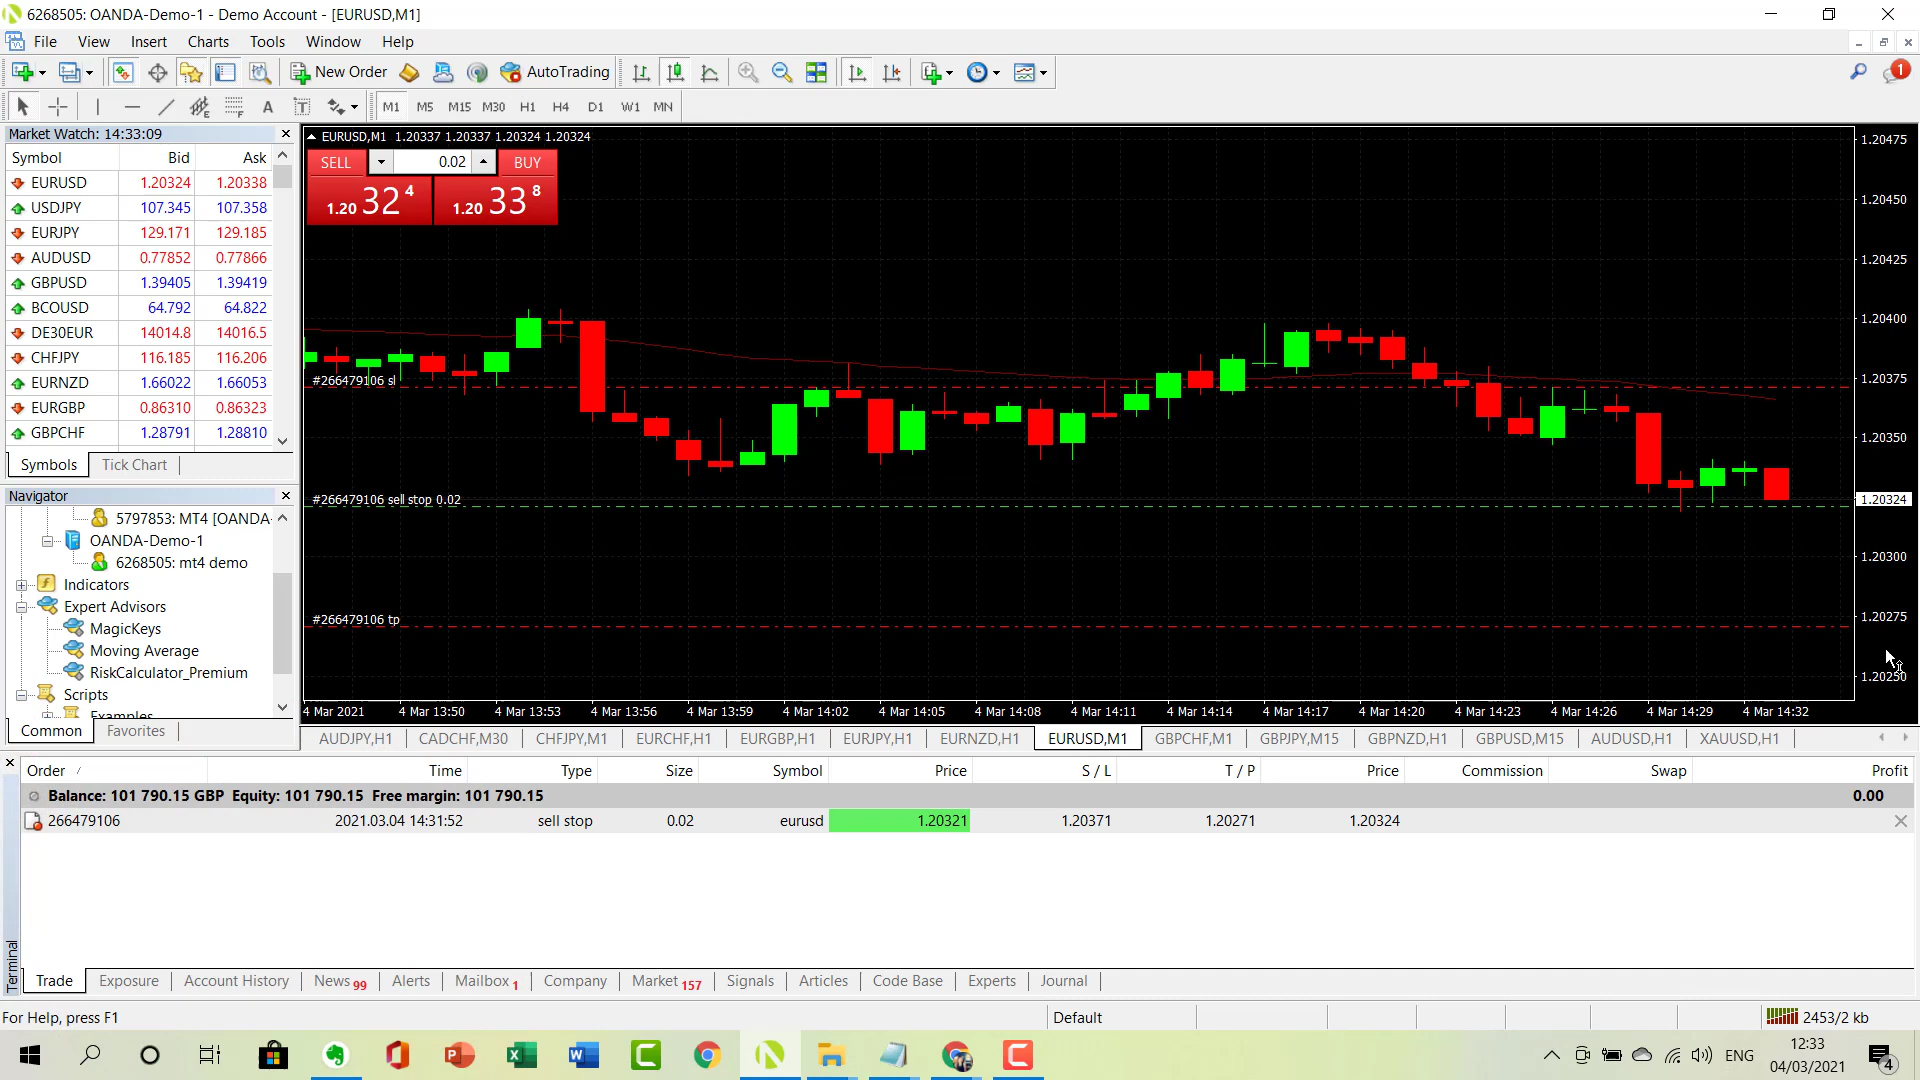 6268505: OANDA-Demo-1 - Demo Account - [EURUSD,M1]
File View Insert Charts Tools Window Help
New Order AutoTrading 1
A T M1 M5 M15 M30 H1 H4 D1 W1 MN
Market Watch: 14:33:09
Symbol Bid Ask
EURUSD 1.20324 1.20338
USDJPY 107.345 107.358
EURJPY 129.171 129.185
AUDUSD 0.77852 0.77866
GBPUSD 1.39405 1.39419
BCOUSD 64.792 64.822
DE30EUR 14014.8 14016.5
CHFJPY 116.185 116.206
EURNZD 1.66022 1.66053
EURGBP 0.86310 0.86323
GBPCHF 1.28791 1.28810
Symbols Tick Chart
Navigator
5797853: MT4 [OANDA-
OANDA-Demo-1
6268505: mt4 demo
Indicators
Expert Advisors
MagicKeys
Moving Average
RiskCalculator_Premium
Scripts
Examples
Common Favorites
EURUSD,M1 1.20337 1.20337 1.20324 1.20324
SELL 0.02 BUY
1.20 32 4 1.20 33 8
#266479106 sl
#266479106 sell stop 0.02
#266479106 tp
1.20475
1.20450
1.20425
1.20400
1.20375
1.20350
1.20324
1.20300
1.20275
1.20250
4 Mar 2021 4 Mar 13:50 4 Mar 13:53 4 Mar 13:56 4 Mar 13:59 4 Mar 14:02 4 Mar 14:05 4 Mar 14:08 4 Mar 14:11 4 Mar 14:14 4 Mar 14:17 4 Mar 14:20 4 Mar 14:23 4 Mar 14:26 4 Mar 14:29 4 Mar 14:32
AUDJPY,H1 CADCHF,M30 CHFJPY,M1 EURCHF,H1 EURGBP,H1 EURJPY,H1 EURNZD,H1 EURUSD,M1 GBPCHF,M1 GBPJPY,M15 GBPNZD,H1 GBPUSD,M15 AUDUSD,H1 XAUUSD,H1
Order / Time Type Size Symbol Price S / L T / P Price Commission Swap Profit
Balance: 101 790.15 GBP Equity: 101 790.15 Free margin: 101 790.15 0.00
266479106 2021.03.04 14:31:52 sell stop 0.02 eurusd 1.20321 1.20371 1.20271 1.20324
Terminal
Trade Exposure Account History News 99 Alerts Mailbox 1 Company Market 157 Signals Articles Code Base Experts Journal
For Help, press F1 Default 2453/2 kb
ENG 12:33
04/03/2021 4